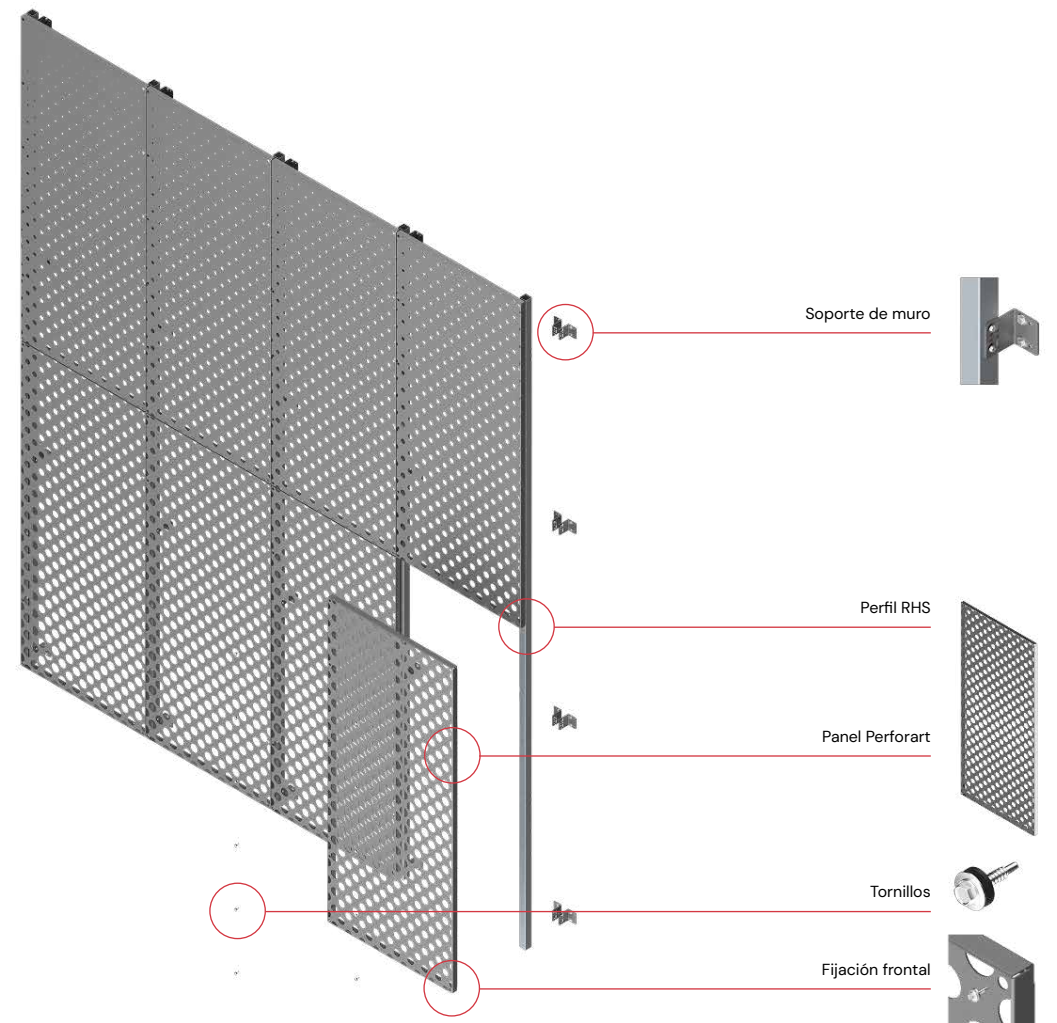 Soporte de muro
Perfil RHS
Panel Perforart
Tornillos
Fijación frontal